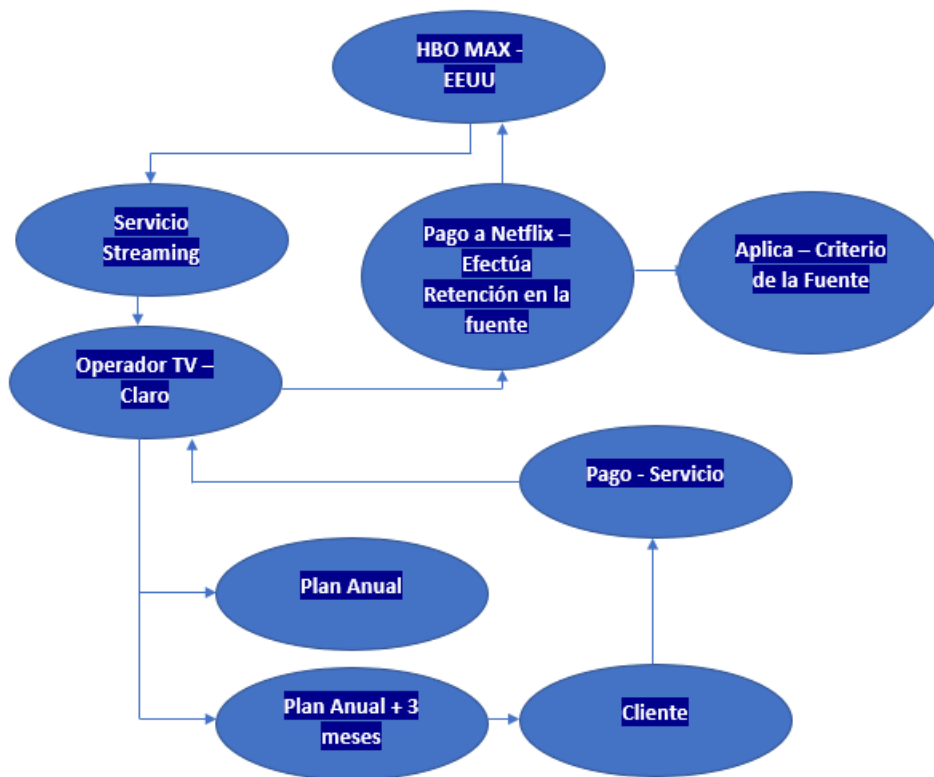 HBO MAX -
EEUU
Servicio
Streaming
Pago a Netflix –
Efectúa
Retención en la
fuente
Aplica – Criterio
de la Fuente
Operador TV –
Claro
Pago - Servicio
Plan Anual
Plan Anual + 3
meses
Cliente